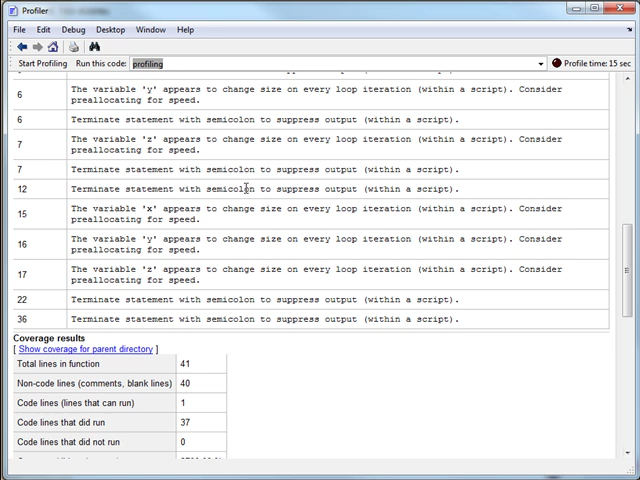 Profiler
File Edit Debug Desktop Window Help
Start Profiling Run this code: profiling Profile time: 15 sec
6 The variable 'y' appears to change size on every loop iteration (within a script). Consider
preallocating for speed.
6 Terminate statement with semicolon to suppress output (within a script).
7 The variable 'z' appears to change size on every loop iteration (within a script). Consider
preallocating for speed.
7 Terminate statement with semicolon to suppress output (within a script).
12 Terminate statement with semicolon to suppress output (within a script).
15 The variable 'x' appears to change size on every loop iteration (within a script). Consider
preallocating for speed.
16 The variable 'y' appears to change size on every loop iteration (within a script). Consider
preallocating for speed.
17 The variable 'z' appears to change size on every loop iteration (within a script). Consider
preallocating for speed.
22 Terminate statement with semicolon to suppress output (within a script).
36 Terminate statement with semicolon to suppress output (within a script).
Coverage results
[ Show coverage for parent directory ]
Total lines in function 41
Non-code lines (comments, blank lines) 40
Code lines (lines that can run) 1
Code lines that did run 37
Code lines that did not run 0